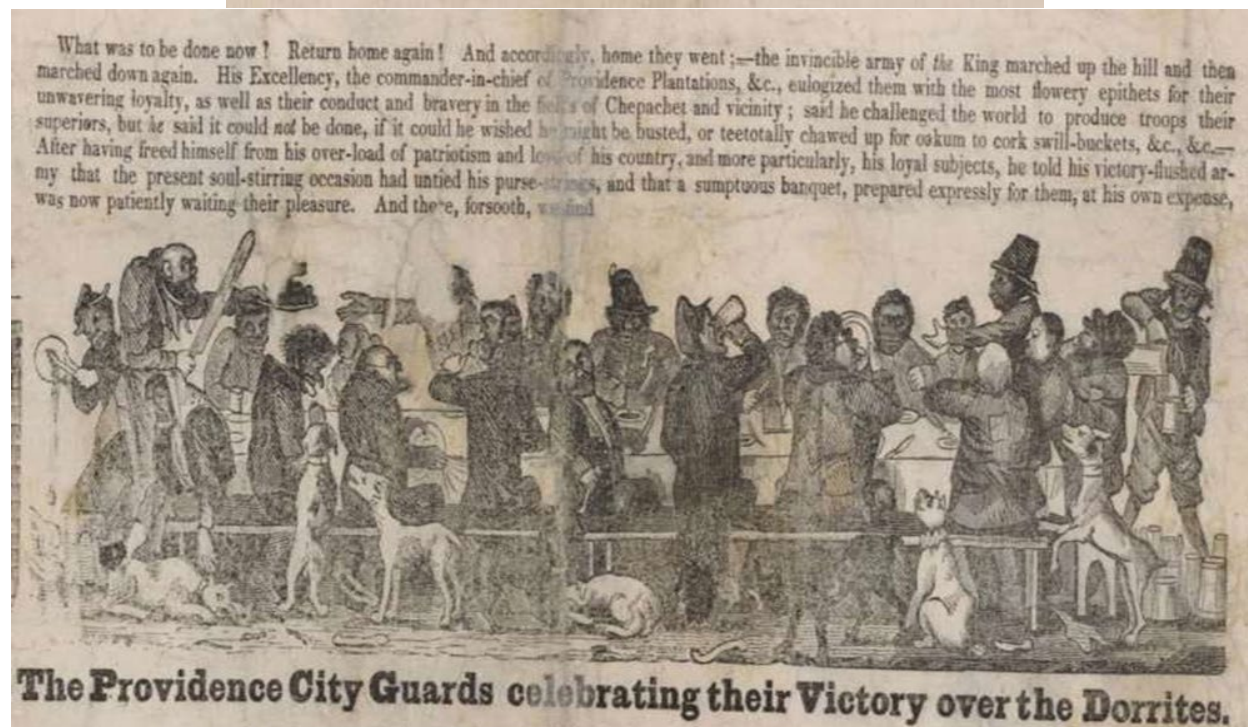 What was to be done now! Return home again! And accordingly, home they went;—the invincible army of the King marched up the hill and then
marched down again. His Excellency, the commander-in-chief of Providence Plantations, &c., eulogized them with the most flowery epithets for their
unwavering loyalty, as well as their conduct and bravery in the of Chepachet and vicinity; said he challenged the world to produce troops their
superiors, but he said it could not be done, if it could he wished he might be busted, or teetotally chawed up for oakum to cork swill-buckets, &c., &c.—
After having freed himself from his over-load of patriotism and love of his country, and more particularly, his loyal subjects, he told his victory-flushed ar-
my that the present soul-stirring occasion had untied his purse-strings, and that a sumptuous banquet, prepared expressly for them, at his own expense,
was now patiently waiting their pleasure. And there, forsooth, we find
The Providence City Guards celebrating their Victory over the Dorrites.